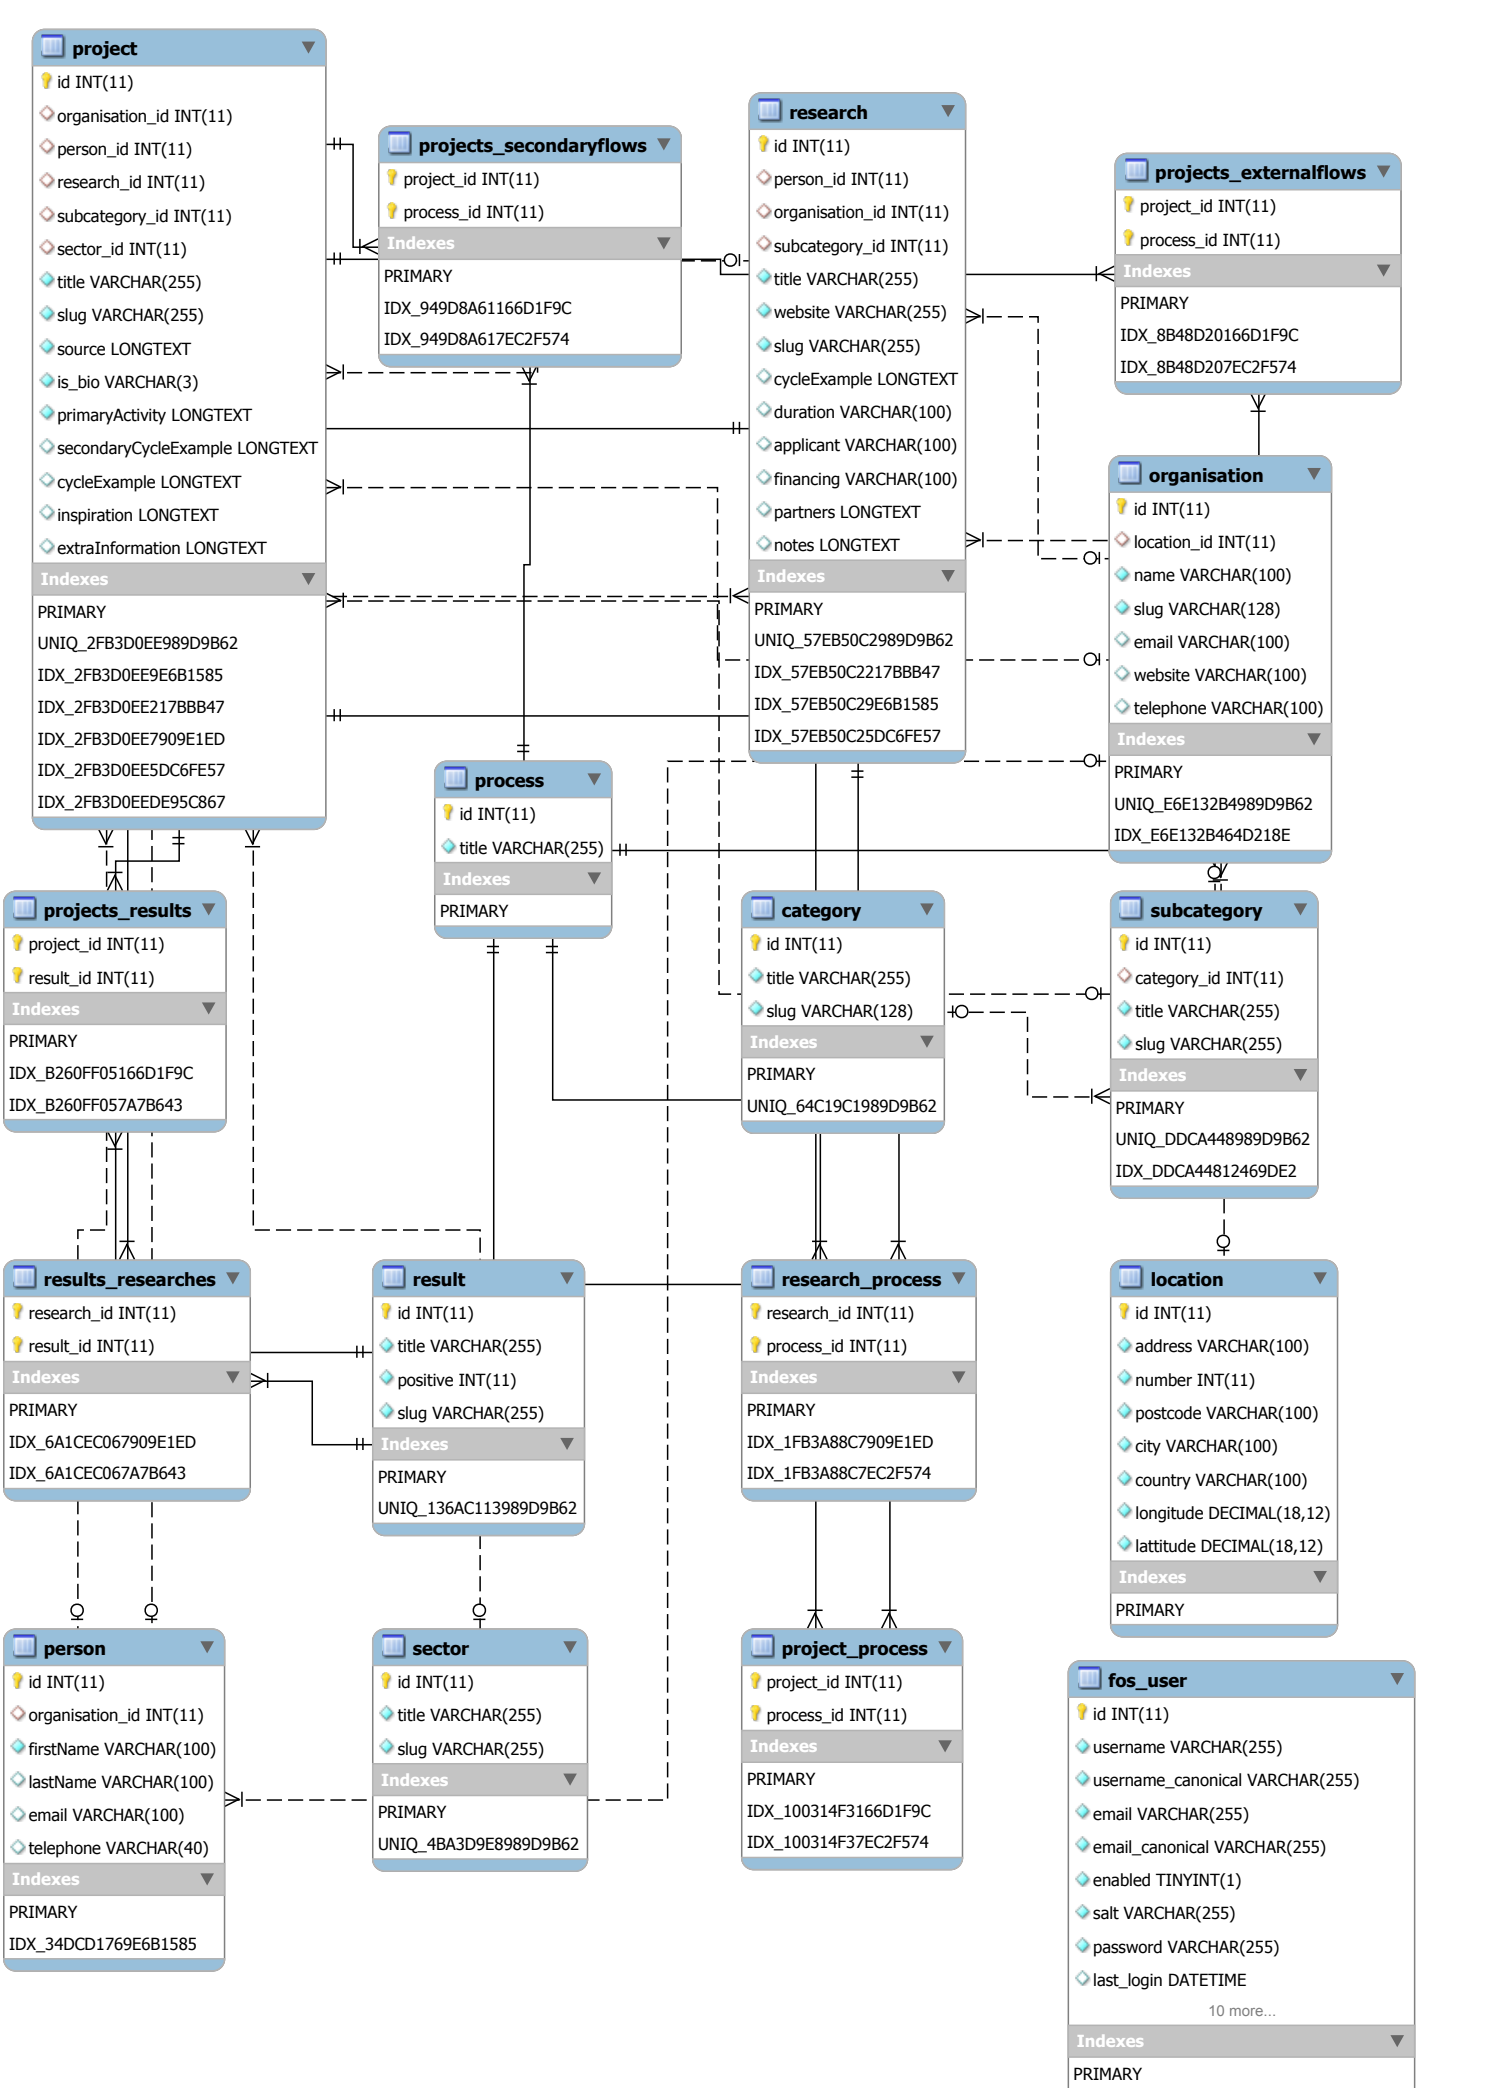 project
id INT(11)
organisation_id INT(11)
person_id INT(11)
research_id INT(11)
subcategory_id INT(11)
sector_id INT(11)
title VARCHAR(255)
slug VARCHAR(255)
source LONGTEXT
is_bio VARCHAR(3)
primaryActivity LONGTEXT
secondaryCycleExample LONGTEXT
cycleExample LONGTEXT
inspiration LONGTEXT
extraInformation LONGTEXT
Indexes
PRIMARY
UNIQ_2FB3D0EE989D9B62
IDX_2FB3D0EE9E6B1585
IDX_2FB3D0EE217BBB47
IDX_2FB3D0EE7909E1ED
IDX_2FB3D0EE5DC6FE57
IDX_2FB3D0EEDE95C867
projects_secondaryflows
project_id INT(11)
process_id INT(11)
Indexes
PRIMARY
IDX_949D8A61166D1F9C
IDX_949D8A617EC2F574
research
id INT(11)
person_id INT(11)
organisation_id INT(11)
subcategory_id INT(11)
title VARCHAR(255)
website VARCHAR(255)
slug VARCHAR(255)
cycleExample LONGTEXT
duration VARCHAR(100)
applicant VARCHAR(100)
financing VARCHAR(100)
partners LONGTEXT
notes LONGTEXT
Indexes
PRIMARY
UNIQ_57EB50C2989D9B62
IDX_57EB50C2217BBB47
IDX_57EB50C29E6B1585
IDX_57EB50C25DC6FE57
projects_externalflows
project_id INT(11)
process_id INT(11)
Indexes
PRIMARY
IDX_8B48D20166D1F9C
IDX_8B48D207EC2F574
organisation
id INT(11)
location_id INT(11)
name VARCHAR(100)
slug VARCHAR(128)
email VARCHAR(100)
website VARCHAR(100)
telephone VARCHAR(100)
Indexes
PRIMARY
UNIQ_E6E132B4989D9B62
IDX_E6E132B464D218E
process
id INT(11)
title VARCHAR(255)
Indexes
PRIMARY
projects_results
project_id INT(11)
result_id INT(11)
Indexes
PRIMARY
IDX_B260FF05166D1F9C
IDX_B260FF057A7B643
category
id INT(11)
title VARCHAR(255)
slug VARCHAR(128)
Indexes
PRIMARY
UNIQ_64C19C1989D9B62
subcategory
id INT(11)
category_id INT(11)
title VARCHAR(255)
slug VARCHAR(255)
Indexes
PRIMARY
UNIQ_DDCA448989D9B62
IDX_DDCA44812469DE2
results_researches
research_id INT(11)
result_id INT(11)
Indexes
PRIMARY
IDX_6A1CEC067909E1ED
IDX_6A1CEC067A7B643
result
id INT(11)
title VARCHAR(255)
positive INT(11)
slug VARCHAR(255)
Indexes
PRIMARY
UNIQ_136AC113989D9B62
research_process
research_id INT(11)
process_id INT(11)
Indexes
PRIMARY
IDX_1FB3A88C7909E1ED
IDX_1FB3A88C7EC2F574
location
id INT(11)
address VARCHAR(100)
number INT(11)
postcode VARCHAR(100)
city VARCHAR(100)
country VARCHAR(100)
longitude DECIMAL(18,12)
lattitude DECIMAL(18,12)
Indexes
PRIMARY
person
id INT(11)
organisation_id INT(11)
firstName VARCHAR(100)
lastName VARCHAR(100)
email VARCHAR(100)
telephone VARCHAR(40)
Indexes
PRIMARY
IDX_34DCD1769E6B1585
sector
id INT(11)
title VARCHAR(255)
slug VARCHAR(255)
Indexes
PRIMARY
UNIQ_4BA3D9E8989D9B62
project_process
project_id INT(11)
process_id INT(11)
Indexes
PRIMARY
IDX_100314F3166D1F9C
IDX_100314F37EC2F574
fos_user
id INT(11)
username VARCHAR(255)
username_canonical VARCHAR(255)
email VARCHAR(255)
email_canonical VARCHAR(255)
enabled TINYINT(1)
salt VARCHAR(255)
password VARCHAR(255)
last_login DATETIME
10 more...
Indexes
PRIMARY